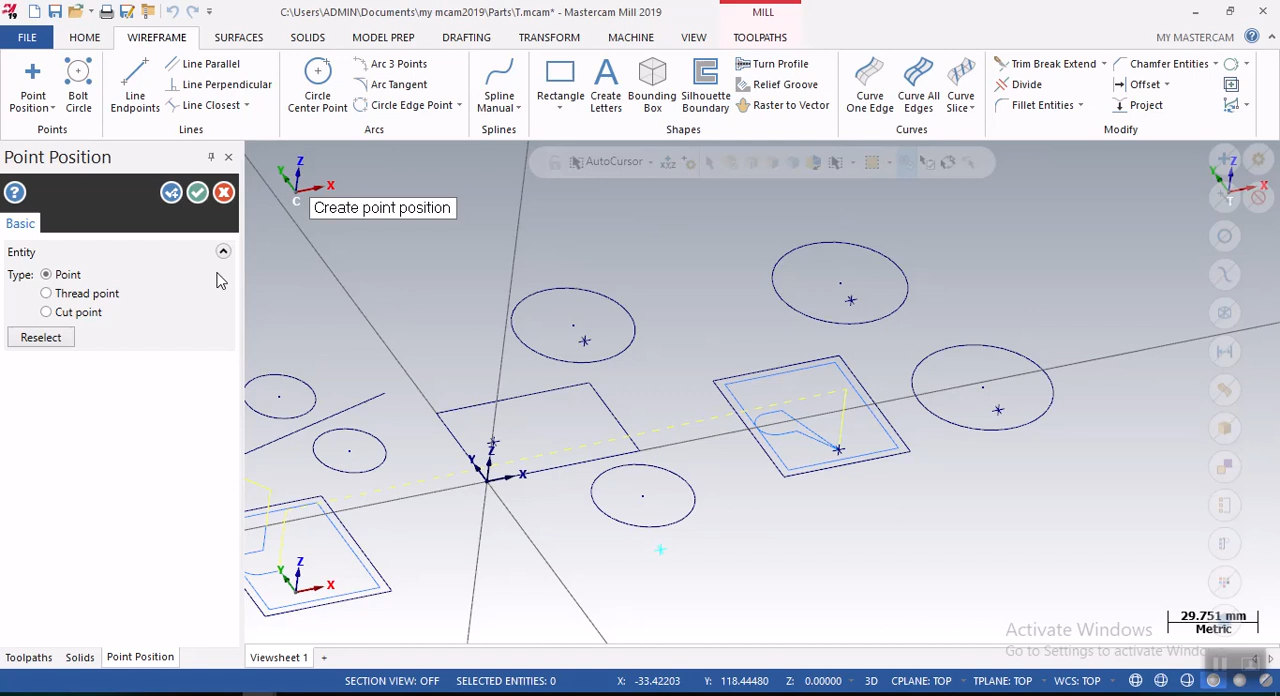 C:\Users\ADMIN\Documents\my mcam2019\Parts\T.mcam* - Mastercam Mill 2019
MILL
FILE HOME WIREFRAME SURFACES SOLIDS MODEL PREP DRAFTING TRANSFORM MACHINE VIEW TOOLPATHS MY MASTERCAM
Point Position
Bolt Circle
Points
Line Endpoints
Line Parallel
Line Perpendicular
Line Closest
Lines
Circle Center Point
Arc 3 Points
Arc Tangent
Circle Edge Point
Arcs
Spline Manual
Splines
Rectangle
Create Letters
Bounding Box
Silhouette Boundary
Turn Profile
Relief Groove
Raster to Vector
Shapes
Curve One Edge
Curve All Edges
Curve Slice
Curves
Trim Break Extend
Divide
Fillet Entities
Chamfer Entities
Offset
Project
Modify
Point Position
Basic
Entity
Type: Point
Thread point
Cut point
Reselect
AutoCursor
Z
Y
X
C
Create point position
Z
Y
X
T
Z
Y
X
Z
Y
X
29.751 mm
Metric
Activate Windows
Go to Settings to activate Windows
Toolpaths Solids Point Position
Viewsheet 1 +
SECTION VIEW: OFF SELECTED ENTITIES: 0 X: -33.42203 Y: 118.44480 Z: 0.00000 3D CPLANE: TOP TPLANE: TOP WCS: TOP